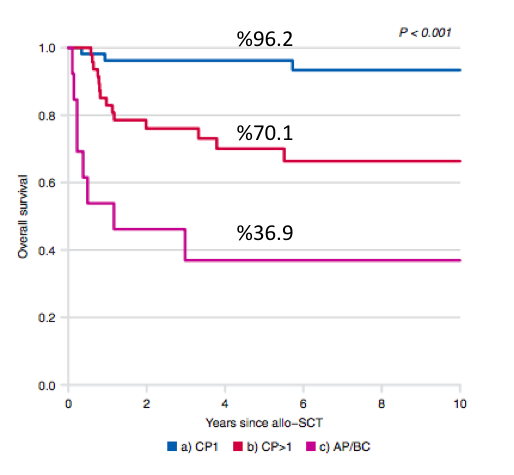 %96.2
P < 0.001
1.0
%70.1
0.8
0.6
%36.9
0.4
0.2
0.0
Overall survival
0 2 4 6 8 10
Years since allo–SCT
a) CP1 b) CP>1 c) AP/BC